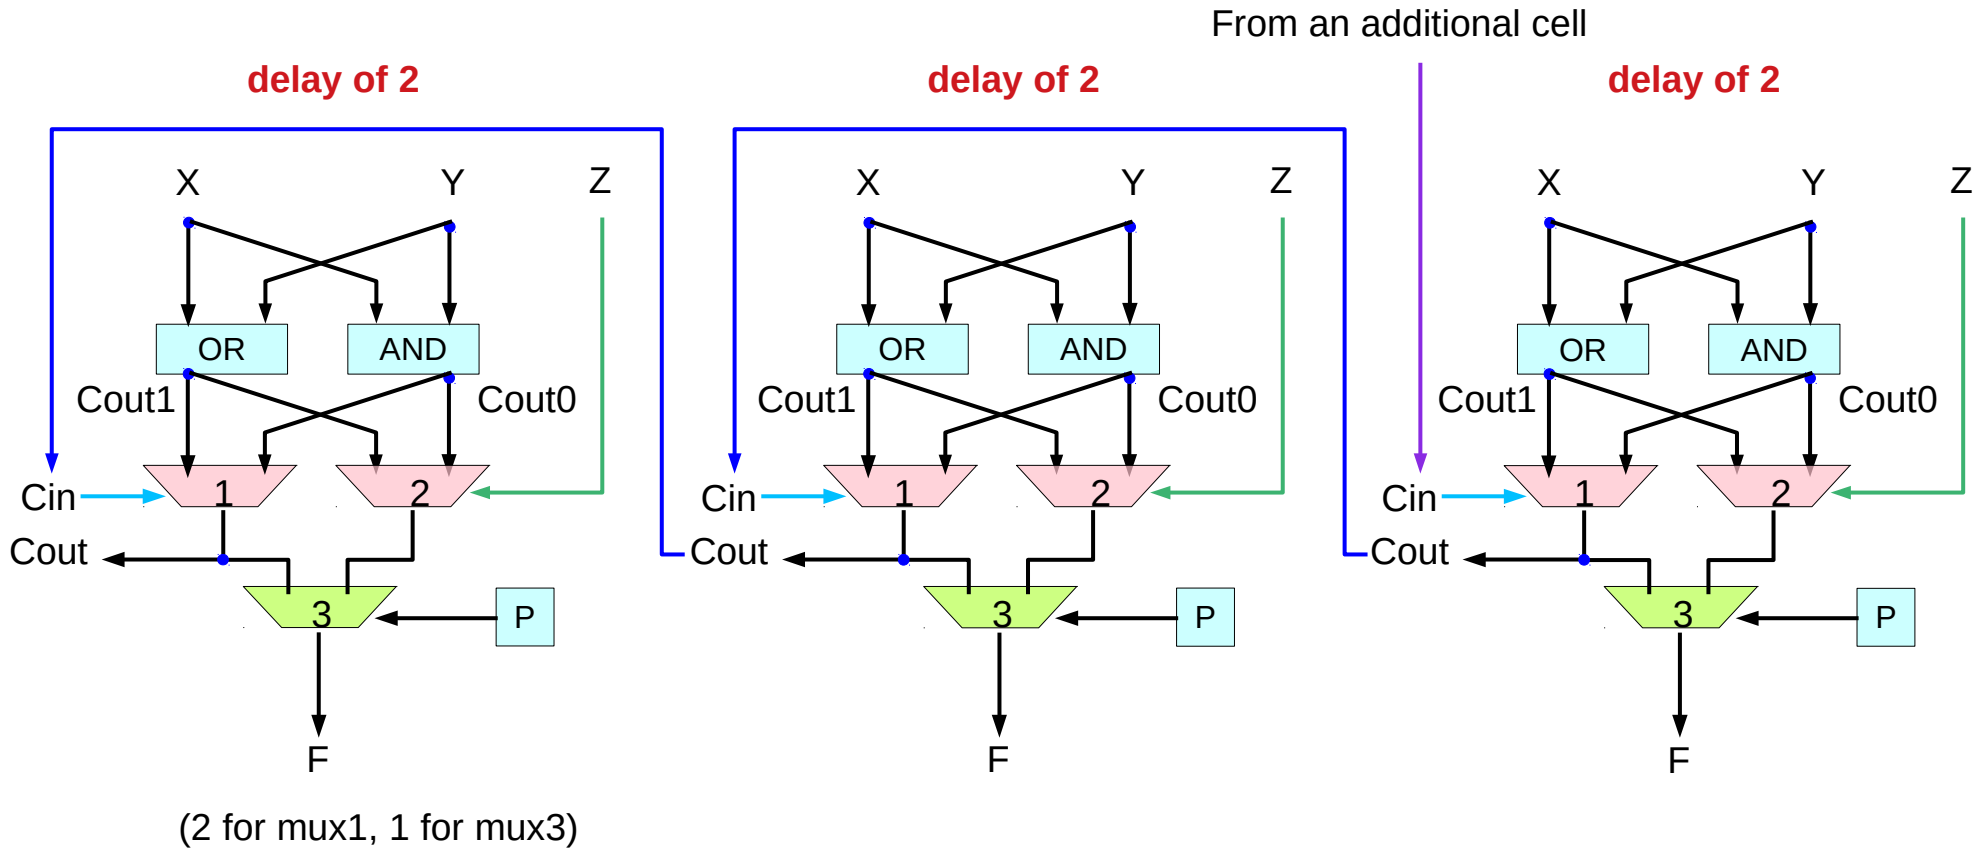 From an additional cell
delay of 2 delay of 2 delay of 2
X Y Z X Y Z X Y Z
OR AND OR AND OR AND
Cout1 Cout0 Cout1 Cout0 Cout1 Cout0
Cin 1 2 Cin 1 2 Cin 1 2
Cout Cout Cout
3 P 3 P 3 P
F F F
(2 for mux1, 1 for mux3)